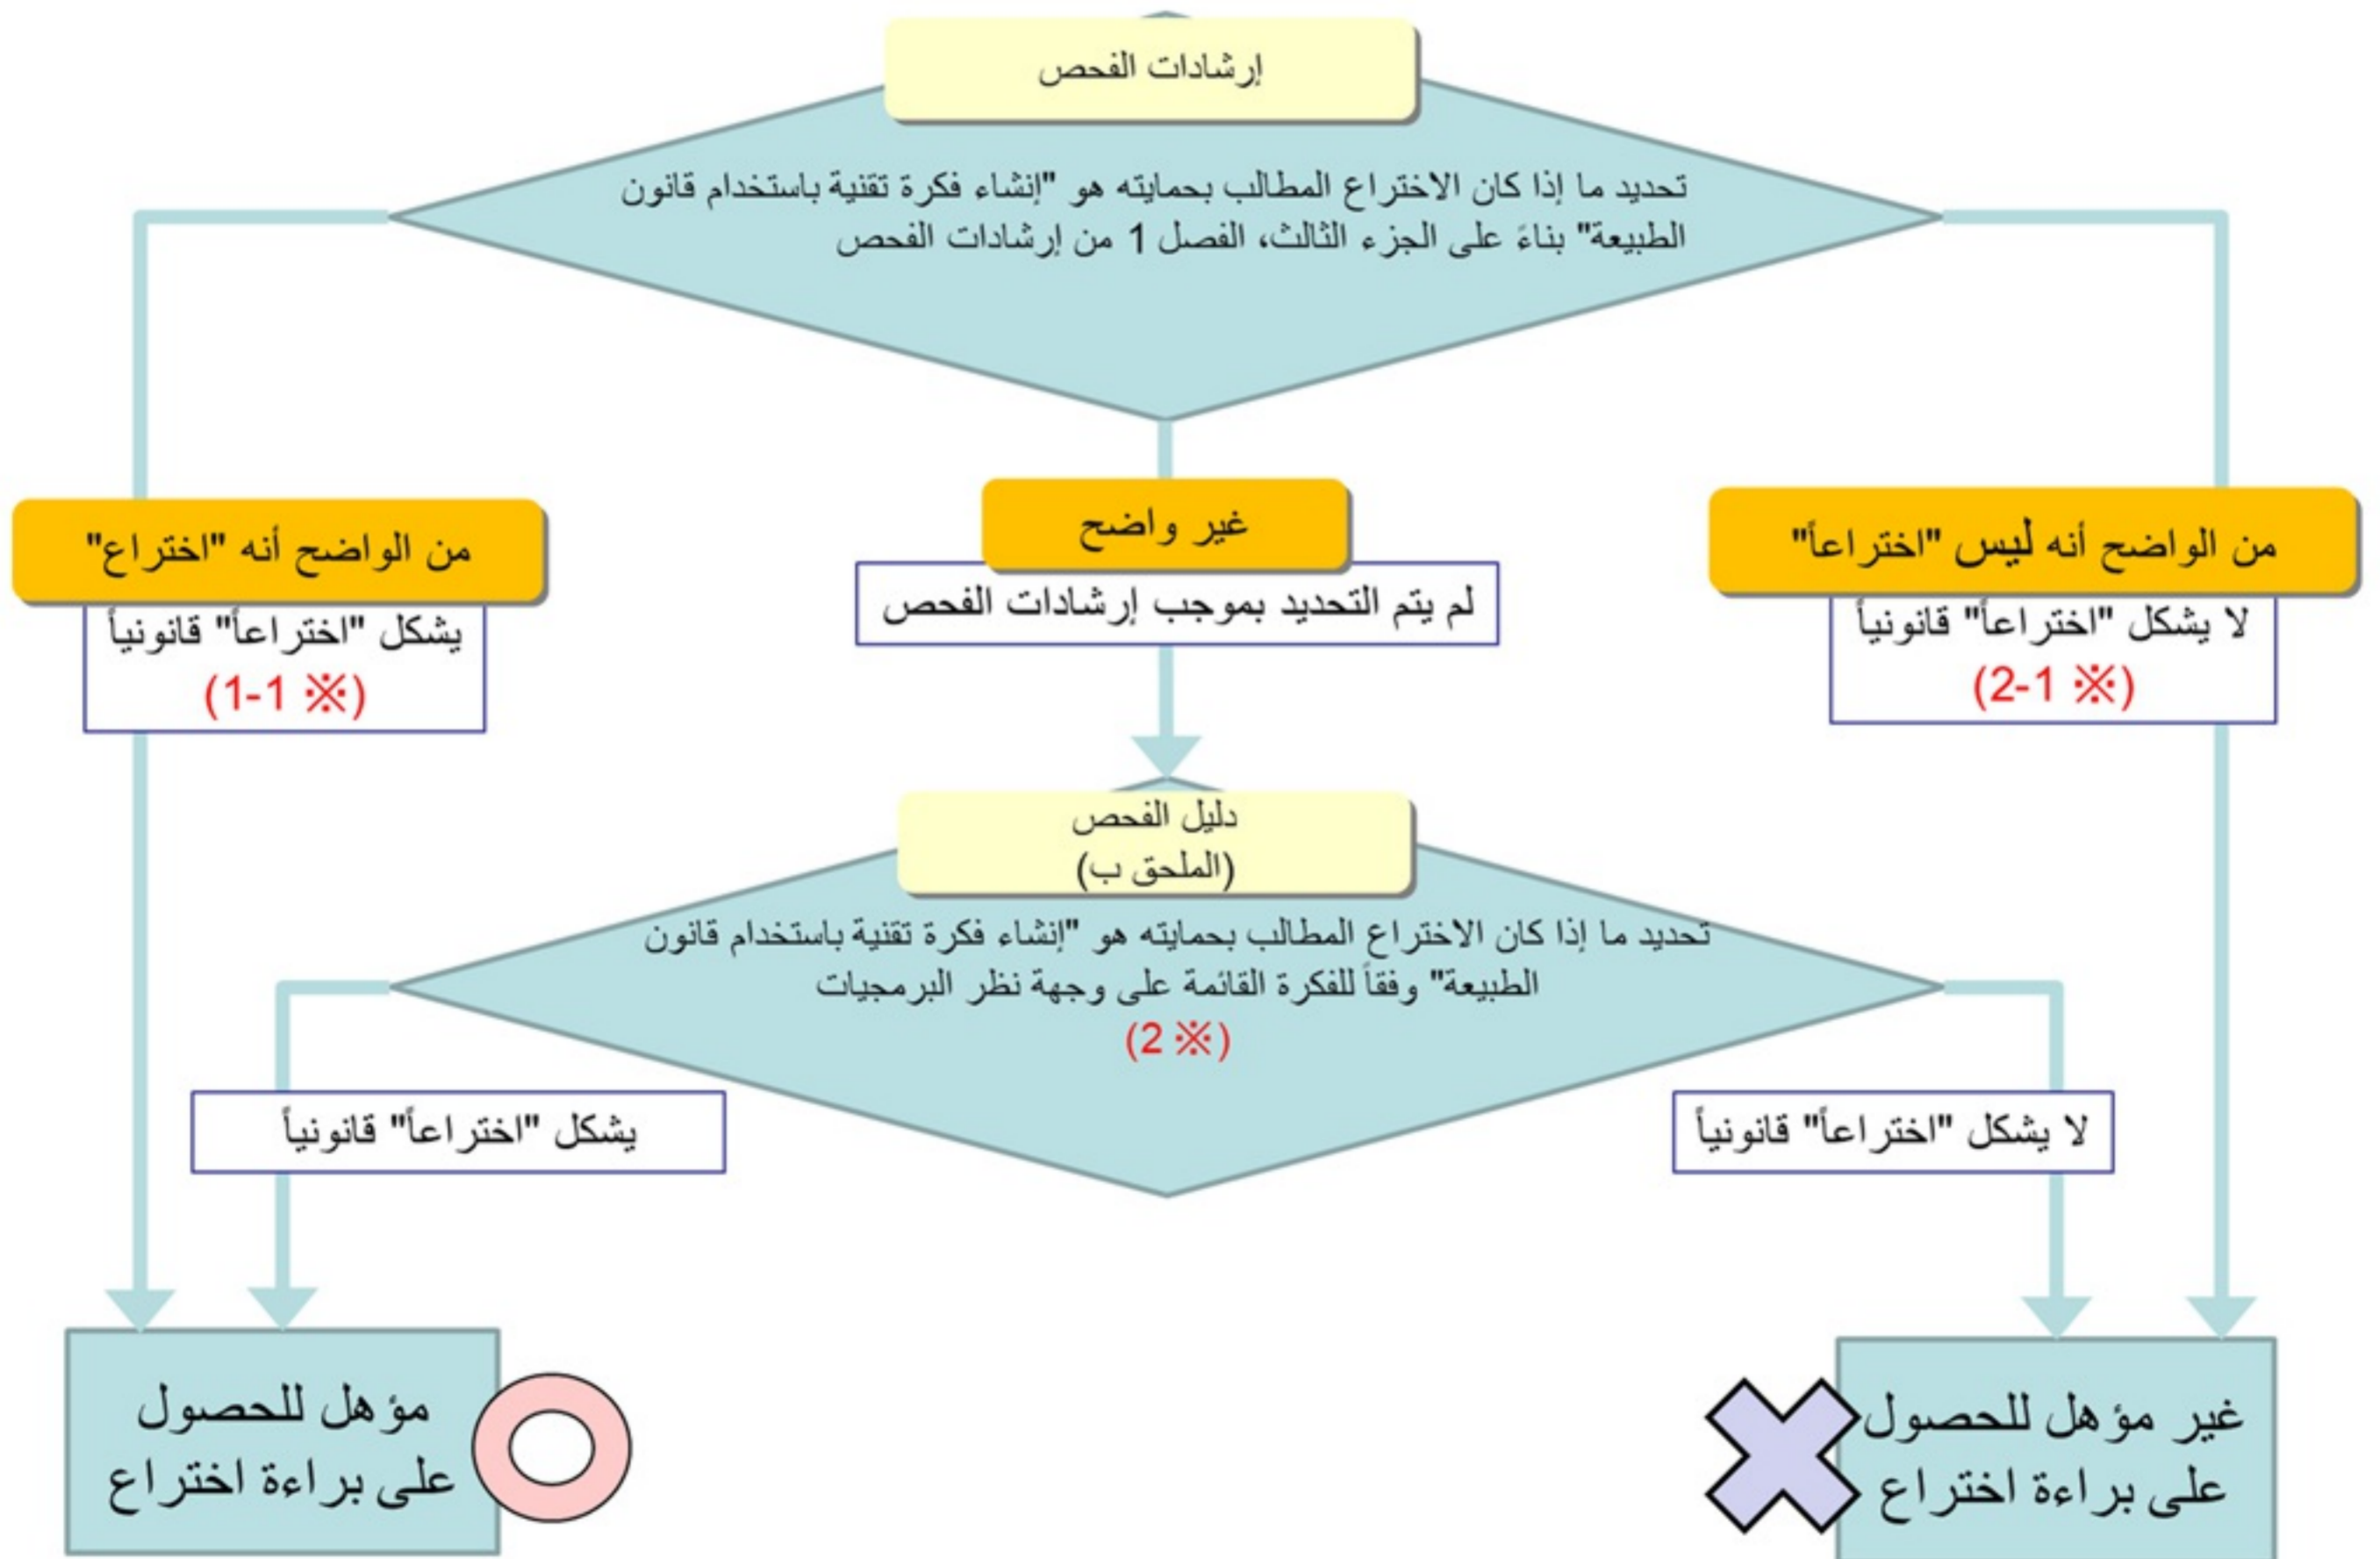 إرشادات الفحص
تحديد ما إذا كان الاختراع المطالب بحمايته هو "إنشاء فكرة تقنية باستخدام قانون
الطبيعة" بناءً على الجزء الثالث، الفصل 1 من إرشادات الفحص
من الواضح أنه ليس "اختراعاً"
لا يشكل "اختراعاً" قانونياً
(※ 2-1)
غير واضح
لم يتم التحديد بموجب إرشادات الفحص
من الواضح أنه "اختراع"
يشكل "اختراعاً" قانونياً
(※ 1-1)
دليل الفحص
(الملحق ب)
تحديد ما إذا كان الاختراع المطالب بحمايته هو "إنشاء فكرة تقنية باستخدام قانون
الطبيعة" وفقاً للفكرة القائمة على وجهة نظر البرمجيات
(※ 2)
لا يشكل "اختراعاً" قانونياً
يشكل "اختراعاً" قانونياً
غير مؤهل للحصول
على براءة اختراع
مؤهل للحصول
على براءة اختراع